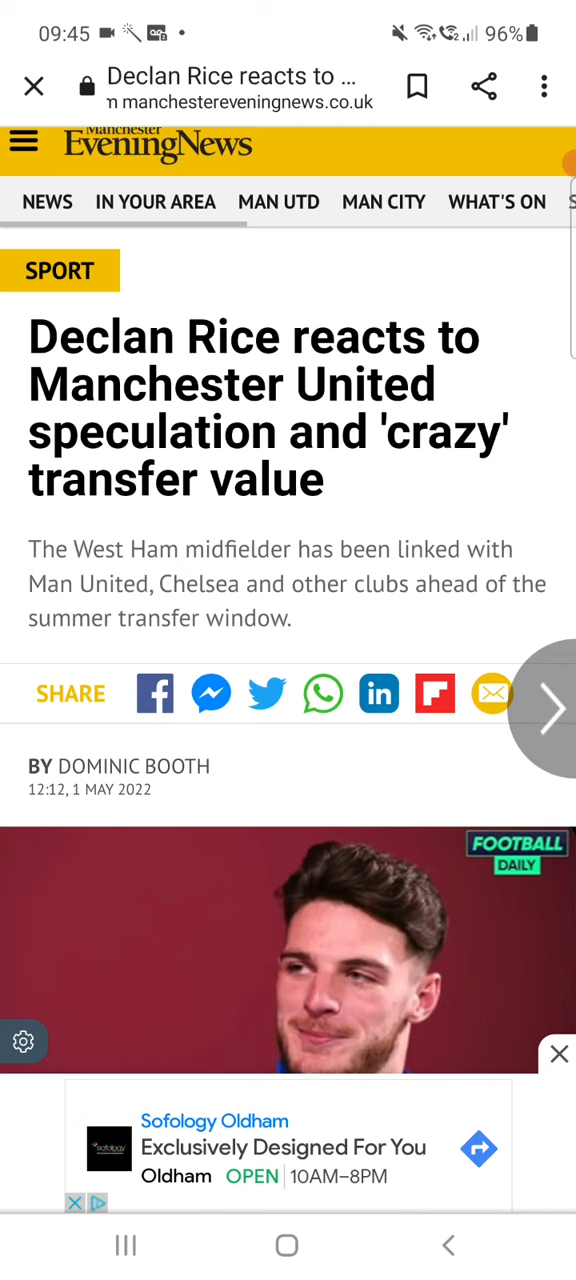 09:45 96%
Declan Rice reacts to ...
manchestereveningnews.co.uk
Manchester
EveningNews
NEWS IN YOUR AREA MAN UTD MAN CITY WHAT'S ON
SPORT
Declan Rice reacts to
Manchester United
speculation and 'crazy'
transfer value
The West Ham midfielder has been linked with
Man United, Chelsea and other clubs ahead of the
summer transfer window.
SHARE
BY DOMINIC BOOTH
12:12, 1 MAY 2022
FOOTBALL
DAILY
Sofology Oldham
sofology
Exclusively Designed For You
Oldham OPEN 10AM–8PM